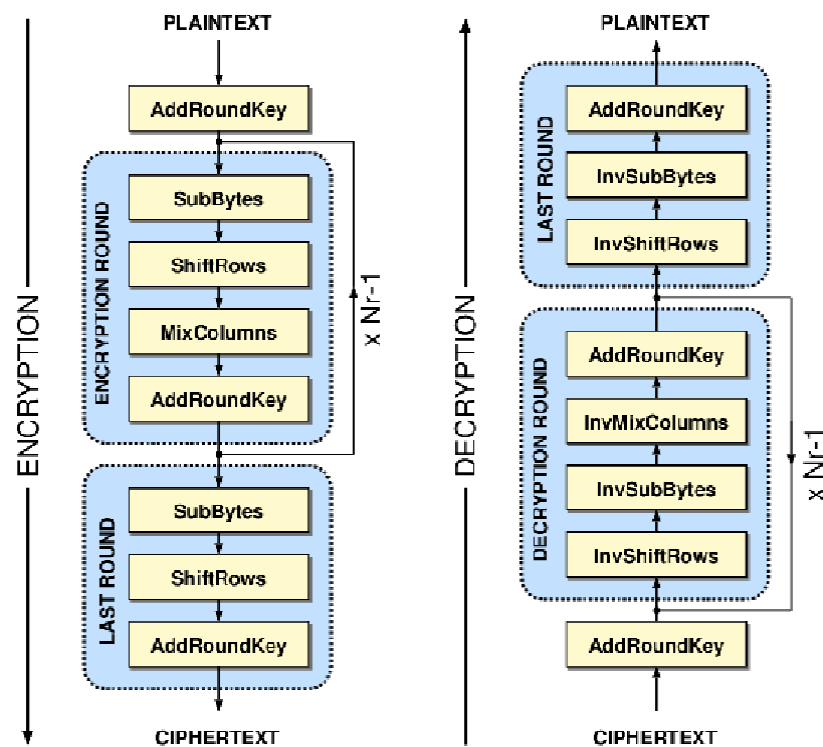 PLAINTEXT
AddRoundKey
SubBytes
ShiftRows
MixColumns
AddRoundKey
ENCRYPTION ROUND
x Nr-1
SubBytes
ShiftRows
AddRoundKey
LAST ROUND
CIPHERTEXT
ENCRYPTION
PLAINTEXT
AddRoundKey
InvSubBytes
InvShiftRows
LAST ROUND
AddRoundKey
InvMixColumns
InvSubBytes
InvShiftRows
DECRYPTION ROUND
x Nr-1
AddRoundKey
CIPHERTEXT
DECRYPTION